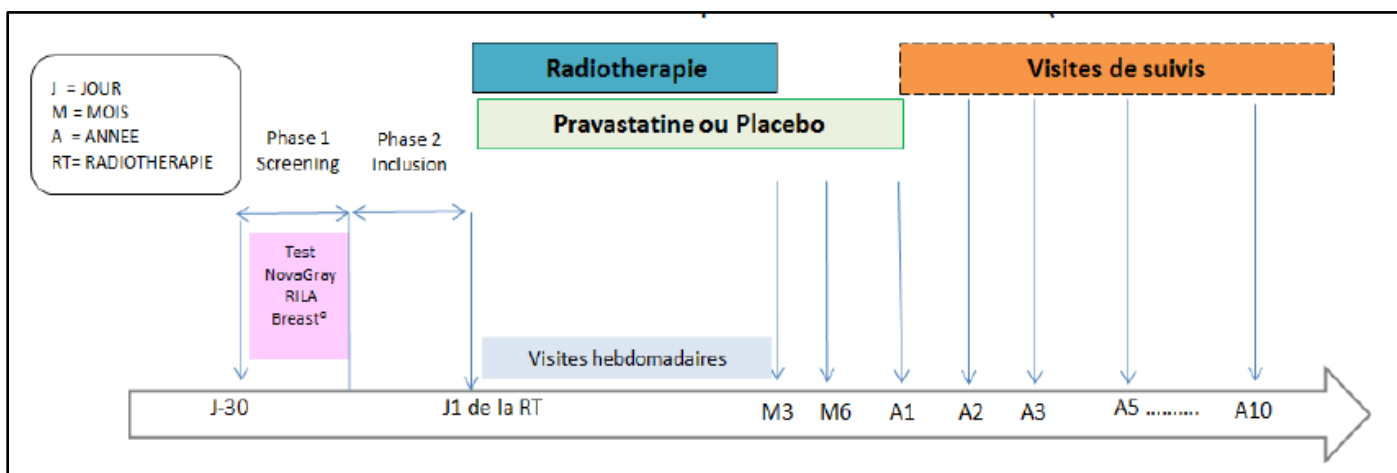 J = JOUR
M = MOIS
A = ANNEE
RT= RADIOTHERAPIE
Phase 1
Screening
Phase 2
Inclusion
Radiotherapie
Pravastatine ou Placebo
Visites de suivis
Test
NovaGray
RILA
Breast®
Visites hebdomadaires
J-30
J1 de la RT
M3
M6
A1
A2
A3
A5 ..........
A10